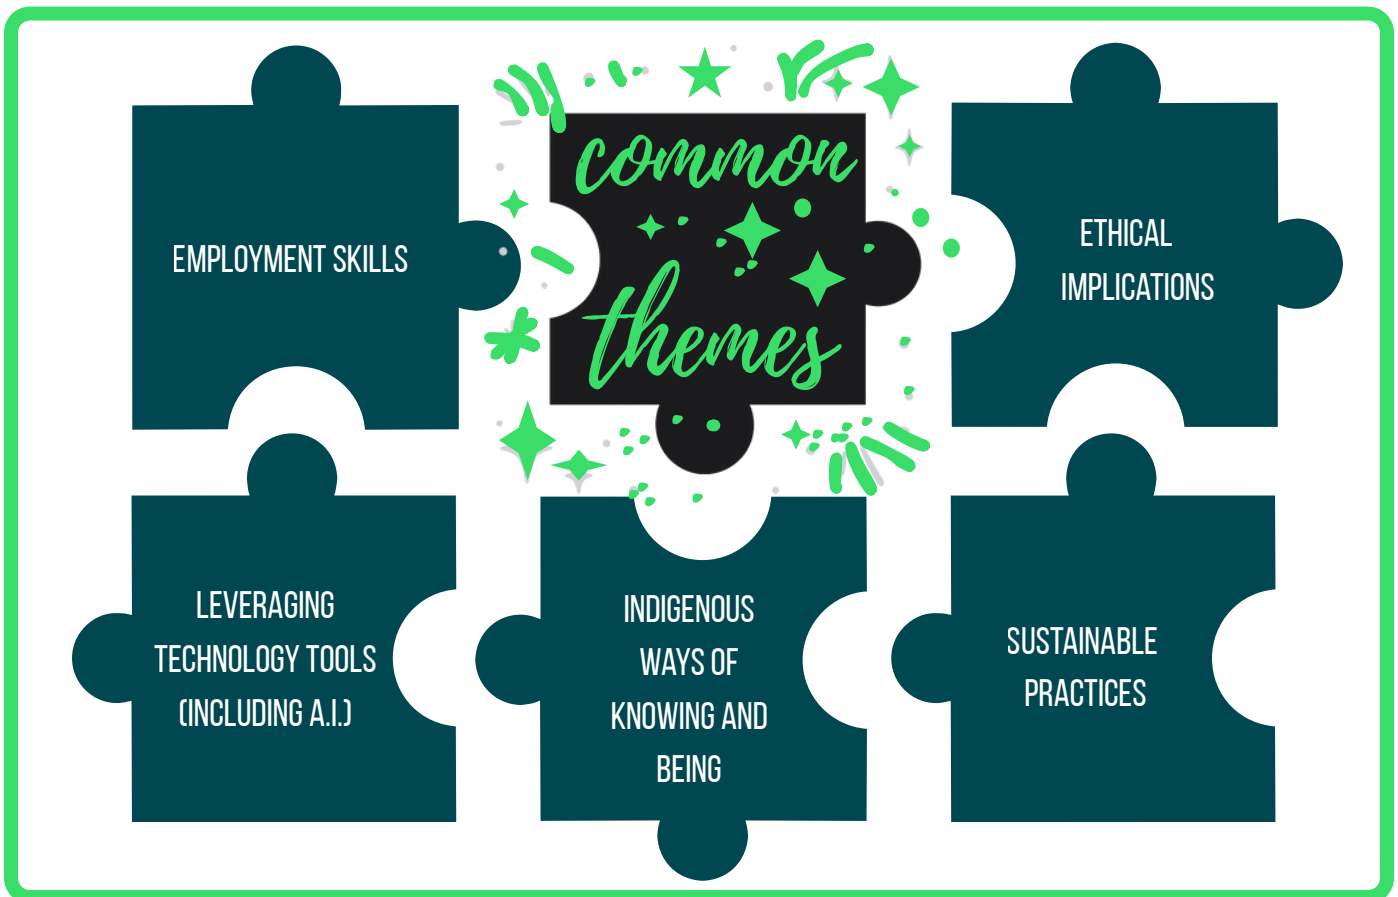 EMPLOYMENT SKILLS
common
themes
ETHICAL
IMPLICATIONS
LEVERAGING
TECHNOLOGY TOOLS
(INCLUDING A.I.)
INDIGENOUS
WAYS OF
KNOWING AND
BEING
SUSTAINABLE
PRACTICES